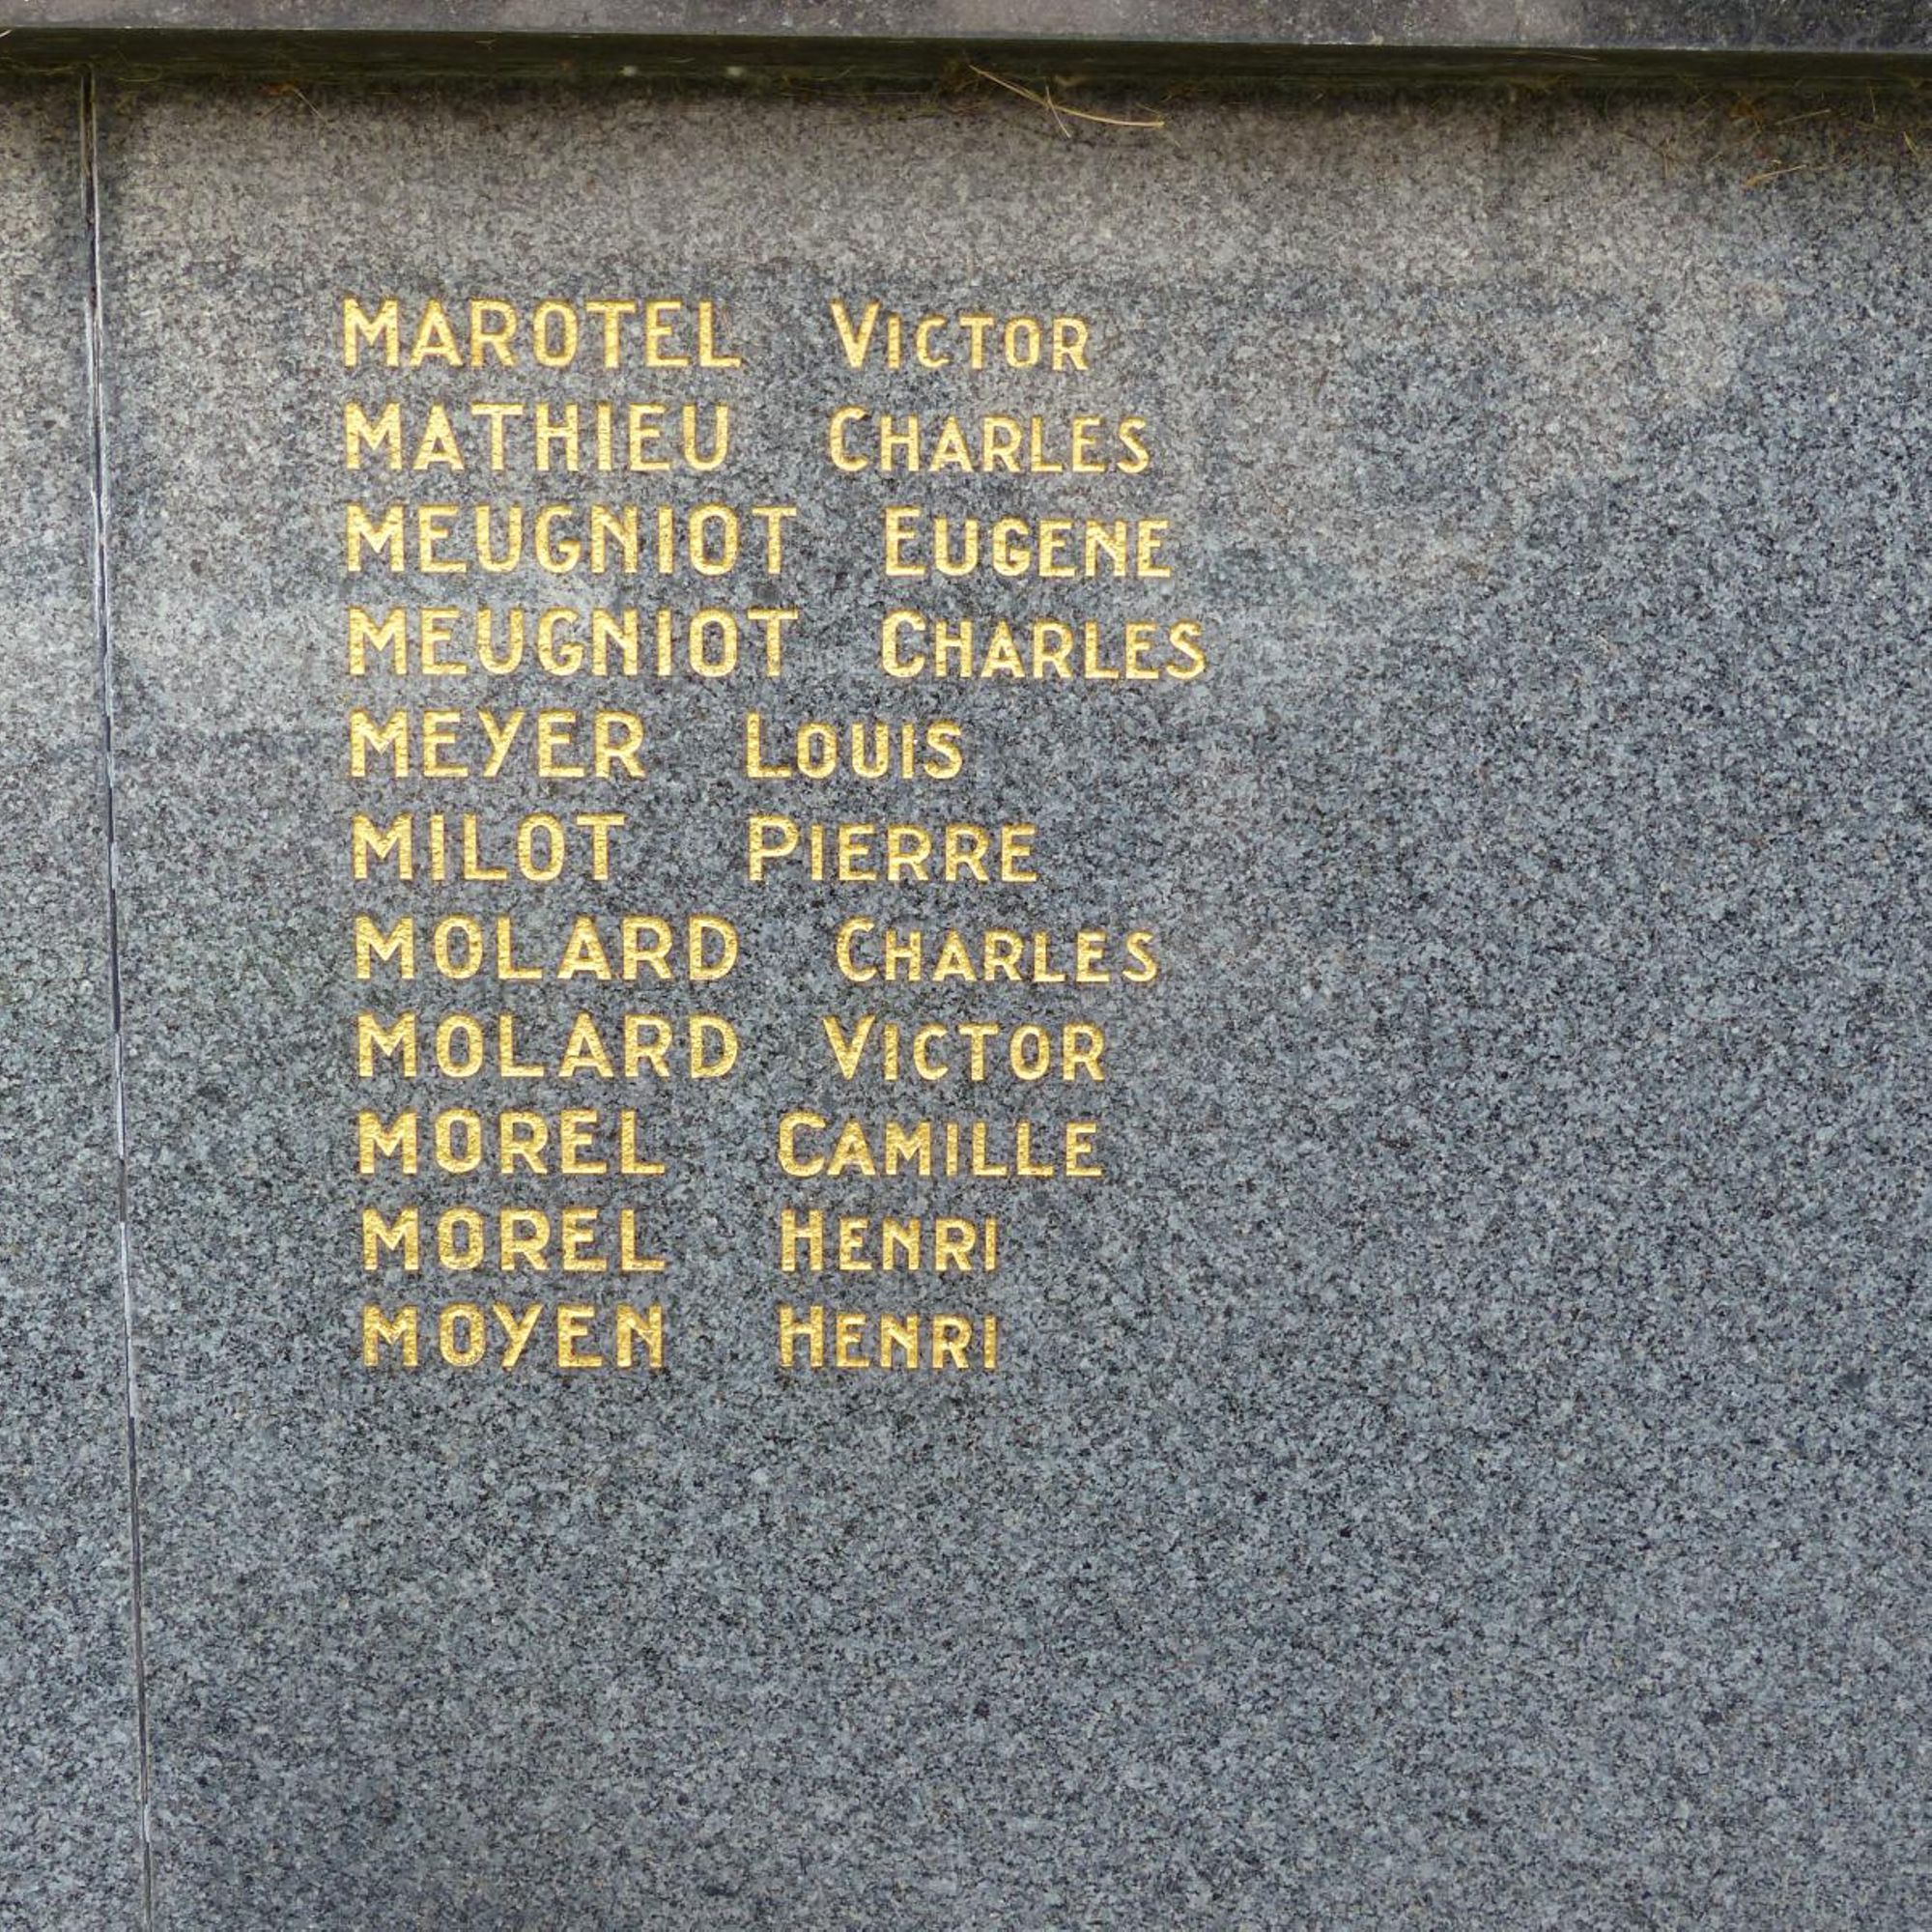 MAROTEL VICTOR
MATHIEU CHARLES
MEUGNIOT EUGENE
MEUGNIOT CHARLES
MEYER LOUIS
MILOT PIERRE
MOLARD CHARLES
MOLARD VICTOR
MOREL CAMILLE
MOREL HENRI
MOYEN HENRI